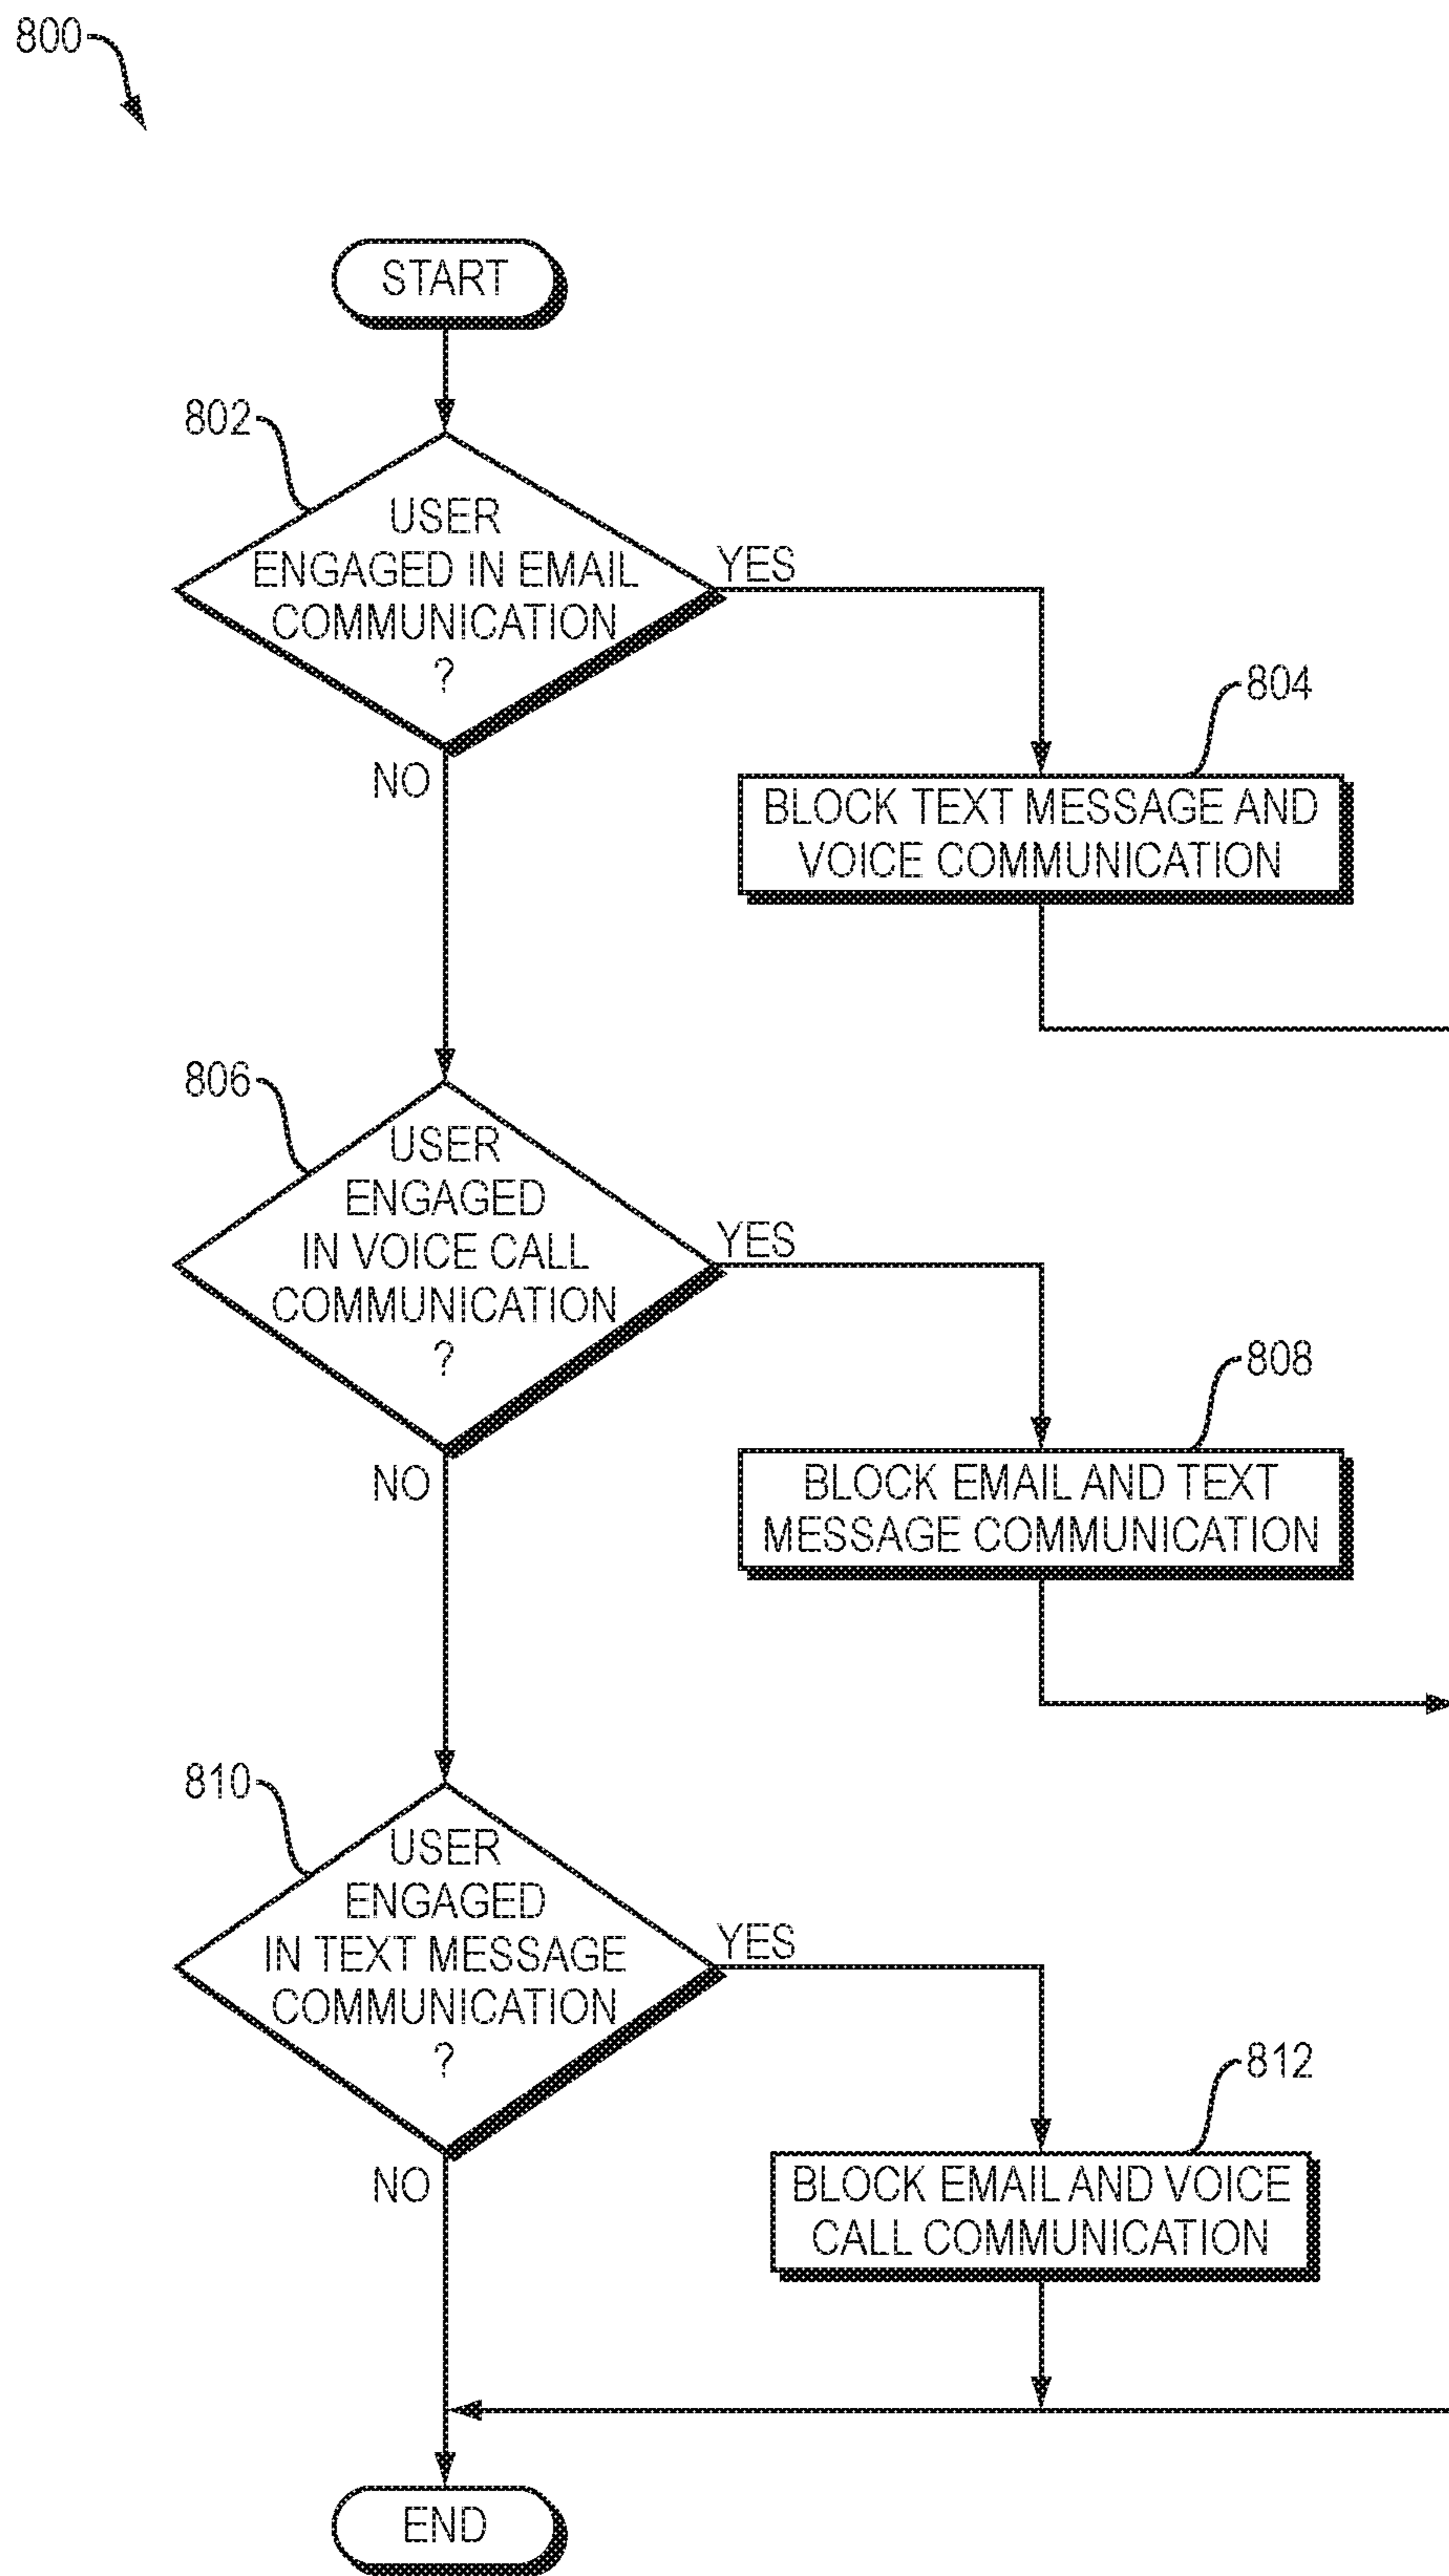 800
START
802
USER
ENGAGED IN EMAIL
COMMUNICATION
?
YES
NO
804
BLOCK TEXT MESSAGE AND
VOICE COMMUNICATION
806
USER
ENGAGED
IN VOICE CALL
COMMUNICATION
?
YES
NO
808
BLOCK EMAIL AND TEXT
MESSAGE COMMUNICATION
810
USER
ENGAGED
IN TEXT MESSAGE
COMMUNICATION
?
YES
NO
812
BLOCK EMAIL AND VOICE
CALL COMMUNICATION
END